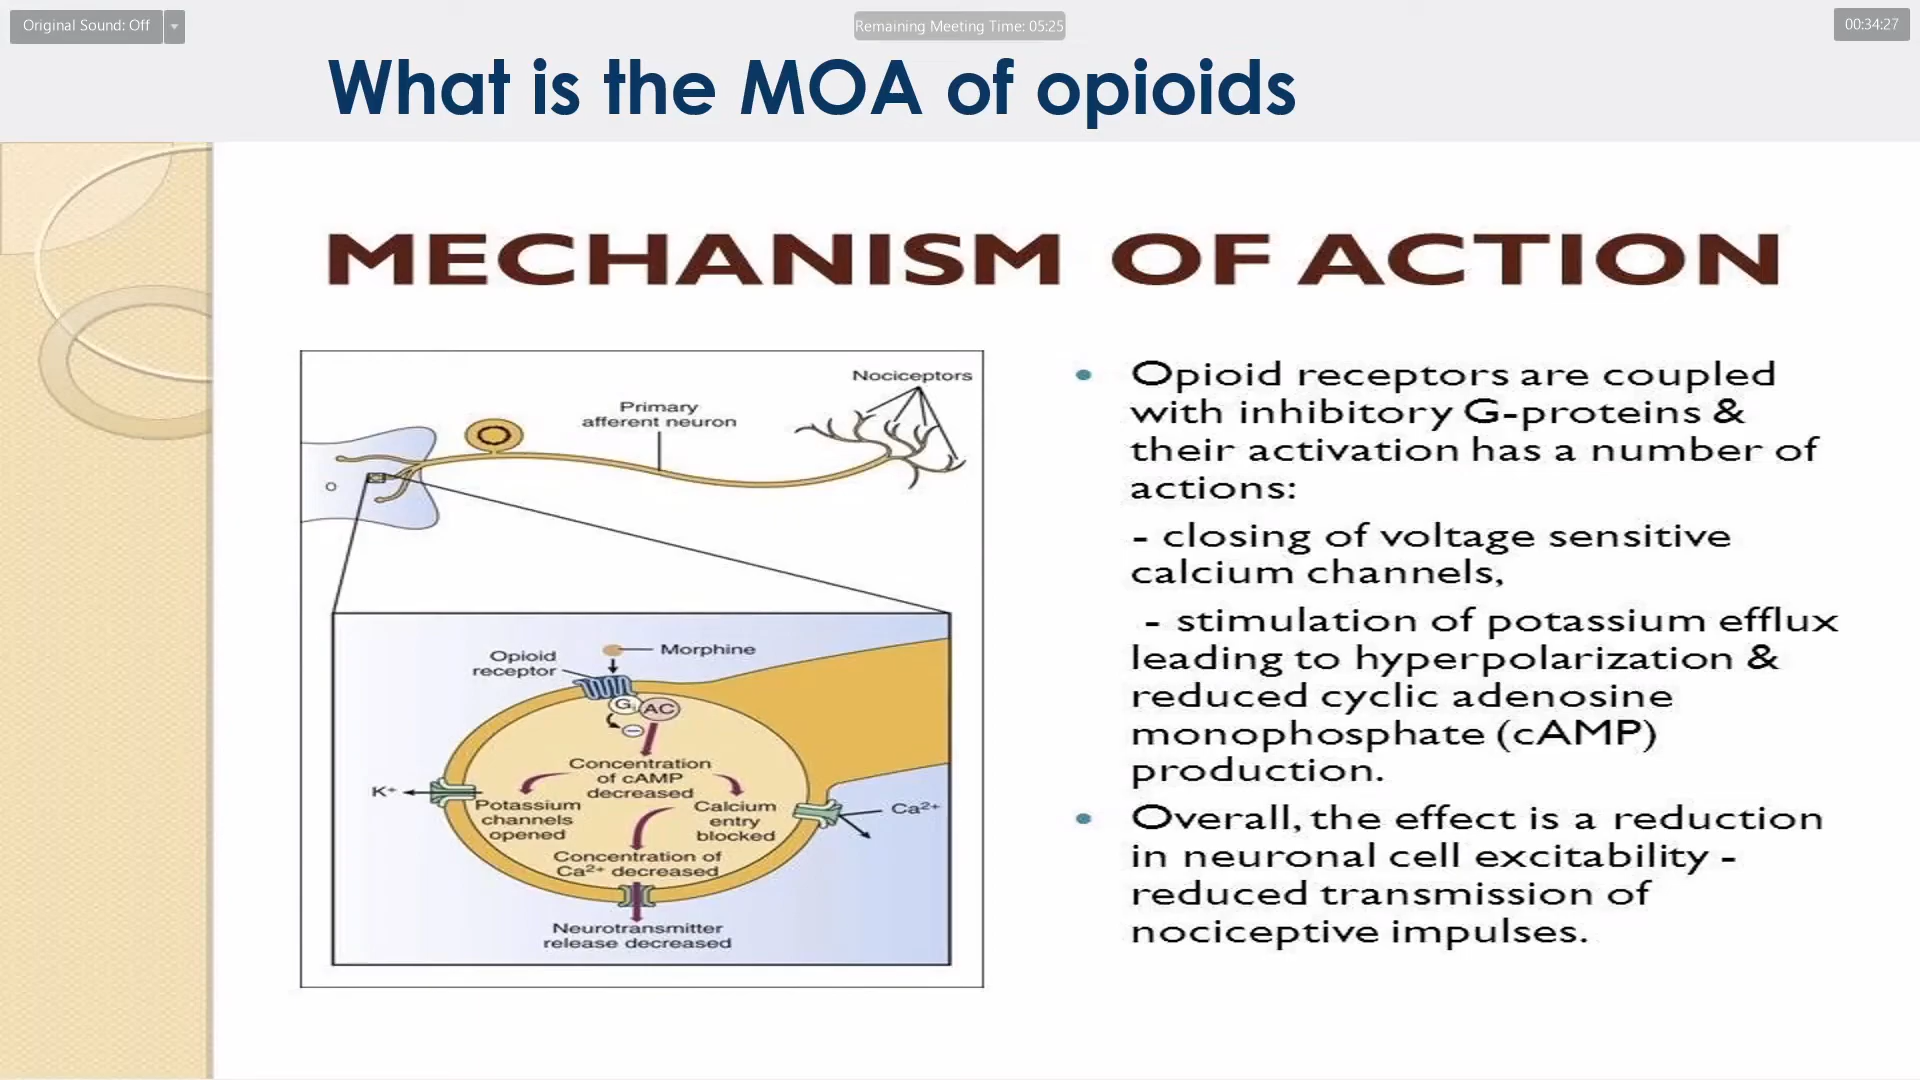 Original Sound: Off
Remaining Meeting Time: 05:25
00:34:27
What is the MOA of opioids
MECHANISM OF ACTION
Nociceptors
Primary
afferent neuron
Opioid
receptor
Morphine
Gi
AC
Concentration
of cAMP
decreased
K+
Potassium
channels
opened
Calcium
entry
blocked
Ca2+
Concentration of
Ca2+ decreased
Neurotransmitter
release decreased
• Opioid receptors are coupled
with inhibitory G-proteins &
their activation has a number of
actions:
- closing of voltage sensitive
calcium channels,
- stimulation of potassium efflux
leading to hyperpolarization &
reduced cyclic adenosine
monophosphate (cAMP)
production.
• Overall, the effect is a reduction
in neuronal cell excitability -
reduced transmission of
nociceptive impulses.